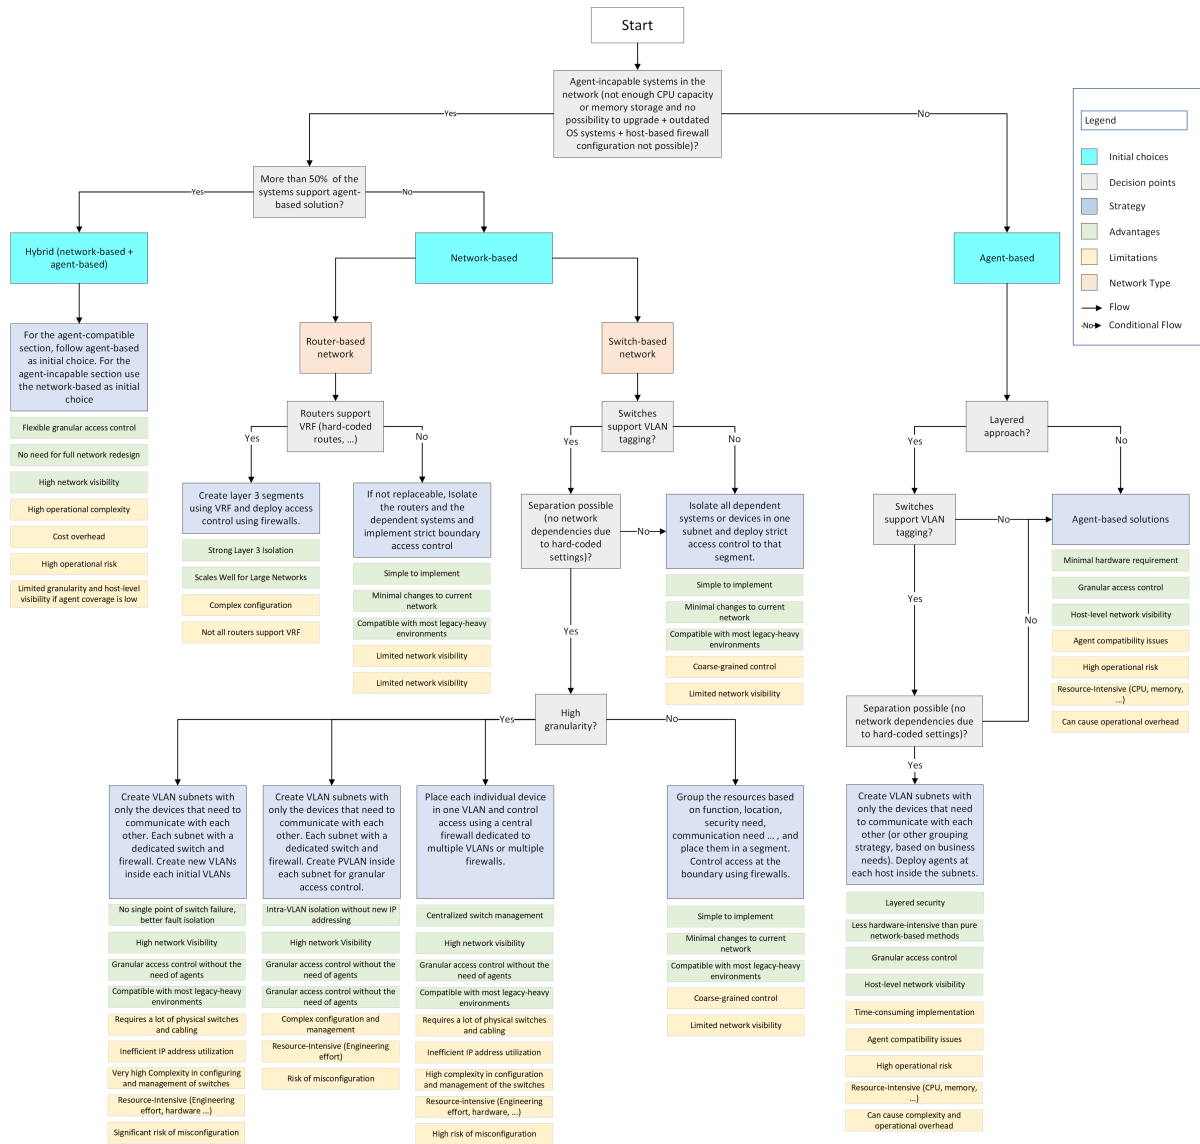 Start
Agent-incapable systems in the
network (not enough CPU capacity
or memory storage and no
possibility to upgrade + outdated
OS systems + host-based firewall
configuration not possible)?
Yes
No
More than 50%  of the
systems support agent-
based solution?
Yes
No
Hybrid (network-based +
agent-based)
Network-based
Agent-based
Legend
Initial choices
Decision points
Strategy
Advantages
Limitations
Network Type
Flow
-No-
Conditional Flow
For the agent-compatible
section, follow agent-based
as initial choice. For the
agent-incapable section use
the network-based as initial
choice
Flexible granular access control
No need for full network redesign
High network visibility
High operational complexity
Cost overhead
High operational risk
Limited granularity and host-level
visibility if agent coverage is low
Router-based
network
Routers support
VRF (hard-coded
routes, ...)
Yes
No
Create layer 3 segments
using VRF and deploy access
control using firewalls.
Strong Layer 3 Isolation
Scales Well for Large Networks
Complex configuration
Not all routers support VRF
If not replaceable, Isolate
the routers and the
dependent systems and
implement strict boundary
access control
Simple to implement
Minimal changes to current
network
Compatible with most legacy-heavy
environments
Limited network visibility
Limited network visibility
Switch-based
network
Switches
support VLAN
tagging?
Yes
No
Separation possible
(no network
dependencies due
to hard-coded
settings)?
No
Yes
Isolate all dependent
systems or devices in one
subnet and deploy strict
access control to that
segment.
Simple to implement
Minimal changes to current
network
Compatible with most legacy-heavy
environments
Coarse-grained control
Limited network visibility
Layered
approach?
Yes
No
Switches
support VLAN
tagging?
No
Yes
No
Agent-based solutions
Minimal hardware requirement
Granular access control
Host-level network visibility
Agent compatibility issues
High operational risk
Resource-Intensive (CPU, memory,
...)
Can cause operational overhead
Separation possible (no
network dependencies due
to hard-coded settings)?
Yes
High
granularity?
Yes
No
Create VLAN subnets with
only the devices that need to
communicate with each
other. Each subnet with a
dedicated switch and
firewall. Create new VLANs
inside each initial VLANs
No single point of switch failure,
better fault isolation
High network Visibility
Granular access control without the
need of agents
Compatible with most legacy-heavy
environments
Requires a lot of physical switches
and cabling
Inefficient IP address utilization
Very high Complexity in configuring
and management of switches
Resource-Intensive (Engineering
effort, hardware ...)
Significant risk of misconfiguration
Create VLAN subnets with
only the devices that need to
communicate with each
other. Each subnet with a
dedicated switch and
firewall. Create PVLAN inside
each subnet for granular
access control.
Intra-VLAN isolation without new IP
addressing
High network Visibility
Granular access control without the
need of agents
Granular access control without the
need of agents
Complex configuration and
management
Resource-Intensive (Engineering
effort)
Risk of misconfiguration
Place each individual device
in one VLAN and control
access using a central
firewall dedicated to
multiple VLANs or multiple
firewalls.
Centralized switch management
High network visibility
Granular access control without the
need of agents
Compatible with most legacy-heavy
environments
Requires a lot of physical switches
and cabling
Inefficient IP address utilization
High complexity in configuration
and management of the switches
Resource-intensive (Engineering
effort, hardware, ...)
High risk of misconfiguration
Group the resources based
on function, location,
security need,
communication need ... , and
place them in a segment.
Control access at the
boundary using firewalls.
Simple to implement
Minimal changes to current
network
Compatible with most legacy-heavy
environments
Coarse-grained control
Limited network visibility
Create VLAN subnets with
only the devices that need
to communicate with each
other (or other grouping
strategy, based on business
needs). Deploy agents at
each host inside the subnets.
Layered security
Less hardware-intensive than pure
network-based methods
Granular access control
Host-level network visibility
Time-consuming implementation
Agent compatibility issues
High operational risk
Resource-Intensive (CPU, memory,
...)
Can cause complexity and
operational overhead